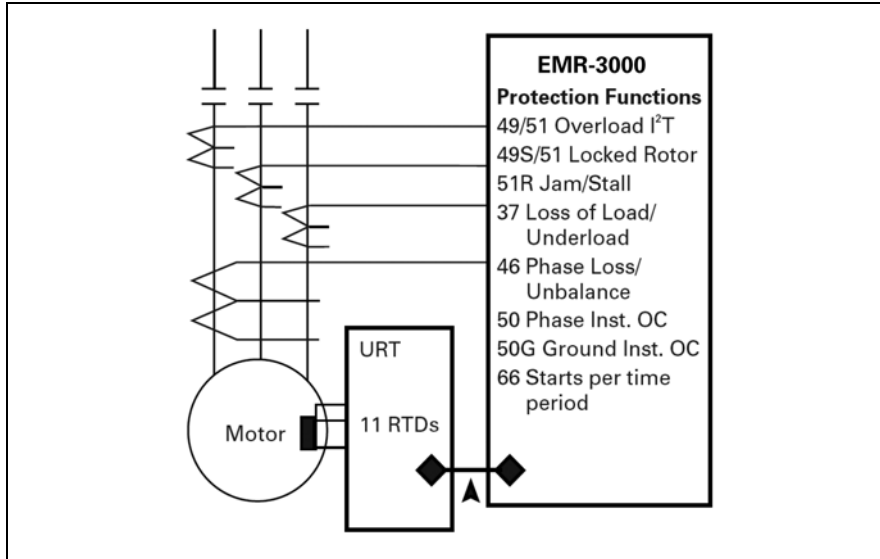 EMR-3000
Protection Functions
49/51 Overload I²T
49S/51 Locked Rotor
51R Jam/Stall
37 Loss of Load/
Underload
46 Phase Loss/
Unbalance
50 Phase Inst. OC
50G Ground Inst. OC
66 Starts per time
period
URT
11 RTDs
Motor